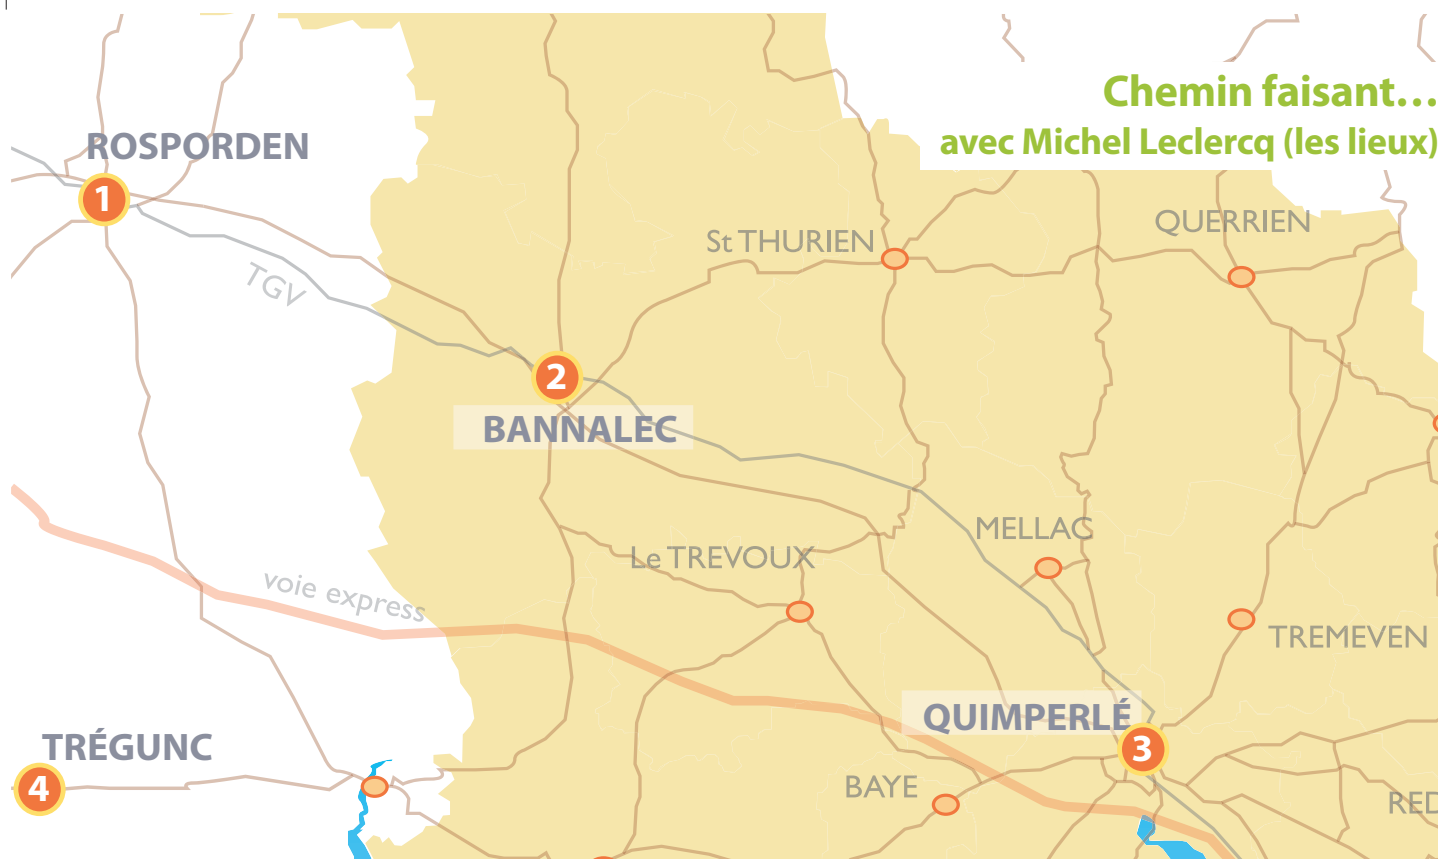 Chemin faisant…
avec Michel Leclercq (les lieux)
ROSPORDEN
1
QUERRIEN
St THURIEN
TGV
2
BANNALEC
MELLAC
Le TREVOUX
voie express
TREMEVEN
QUIMPERLÉ
TRÉGUNC
3
4
BAYE
RED